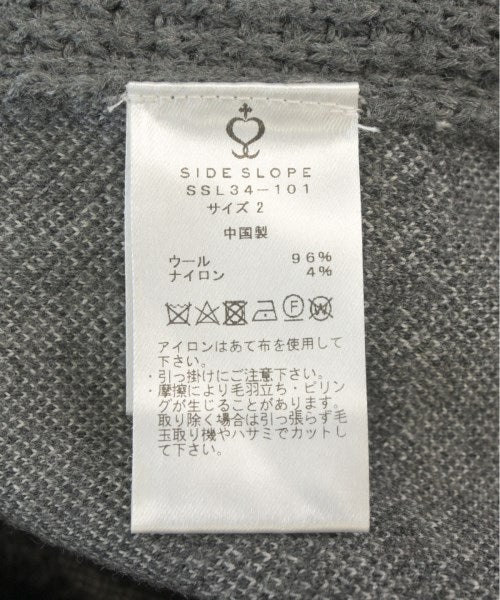 SIDE SLOPE
SSL34-101
サイズ 2
中国製
ウール 96%
ナイロン 4%
アイロンはあて布を使用して
下さい。
・引っ掛けにご注意下さい。
・摩擦により毛羽立ち・ピリン
グが生じることがあります。
取り除く場合は引っ張らず毛
玉取り機やハサミでカットし
て下さい。